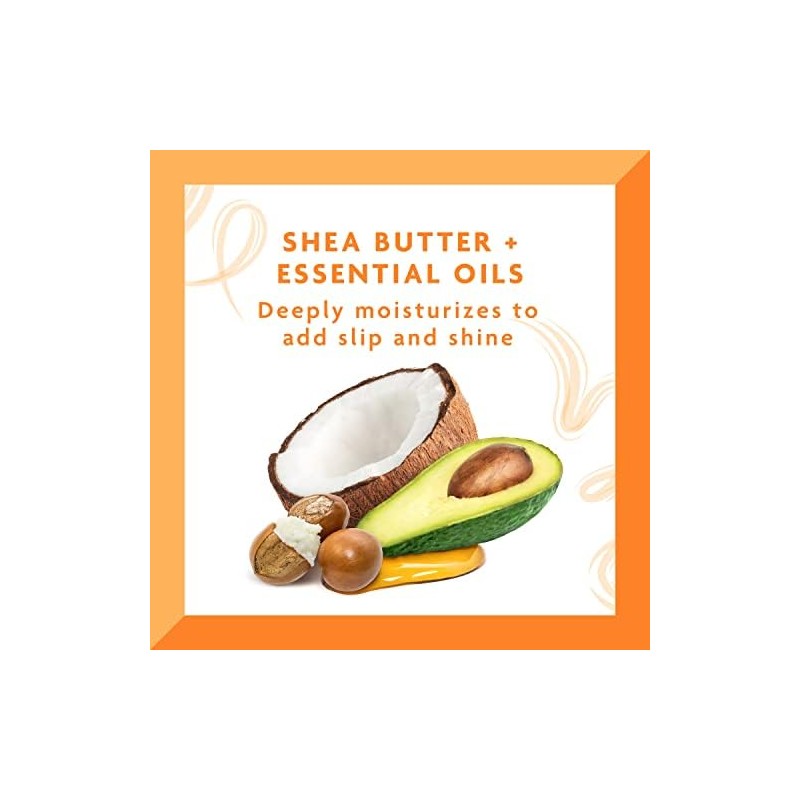 SHEA BUTTER +
ESSENTIAL OILS
Deeply moisturizes to
add slip and shine